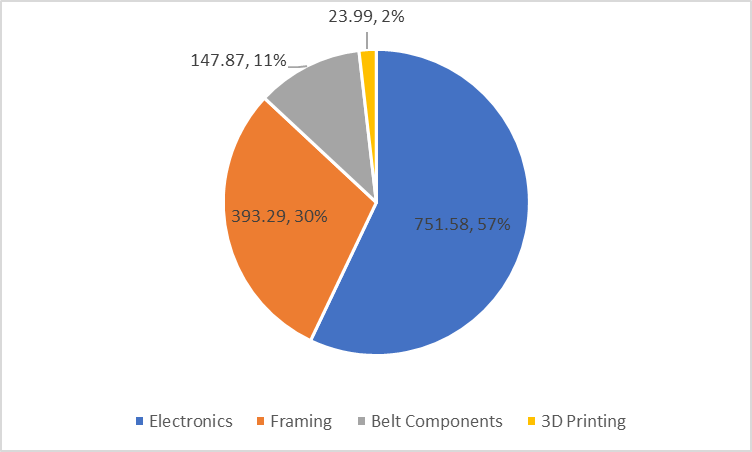 23.99, 2%
147.87, 11%
393.29, 30%
751.58, 57%
Electronics Framing Belt Components 3D Printing